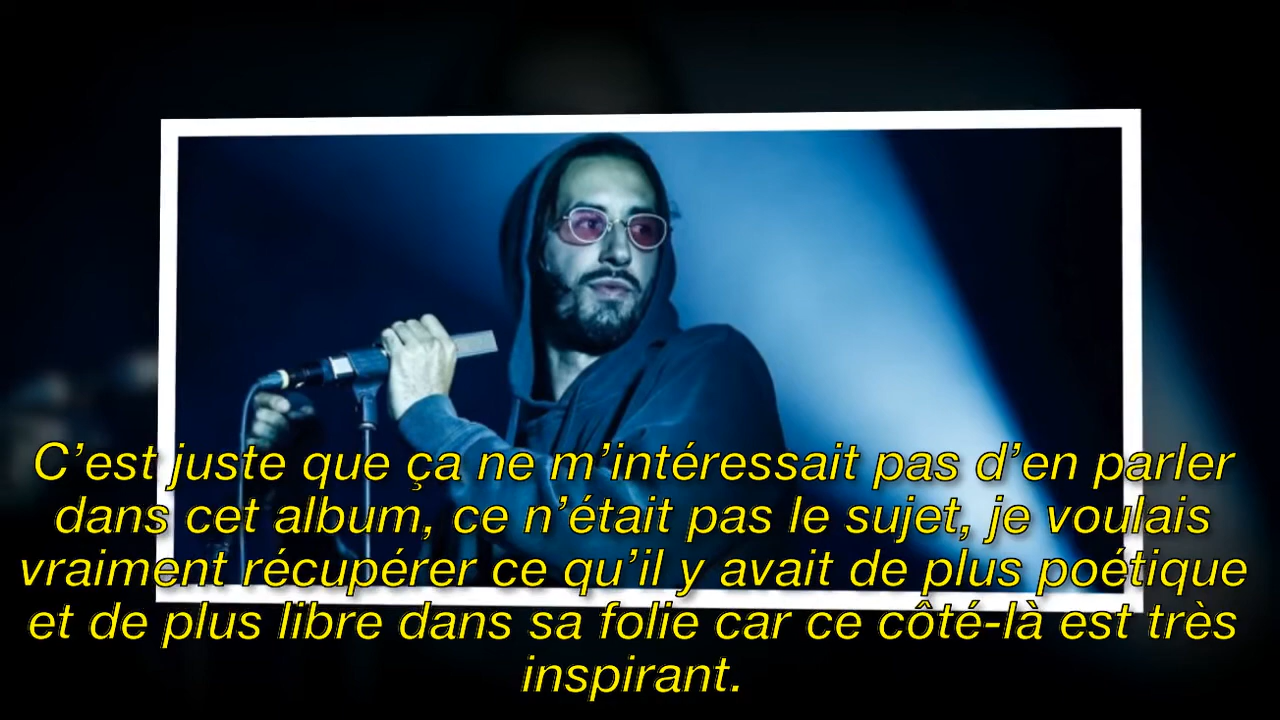 C’est juste que ça ne m’intéressait pas d’en parler
dans cet album, ce n’était pas le sujet, je voulais
vraiment récupérer ce qu’il y avait de plus poétique
et de plus libre dans sa folie car ce côté-là est très
inspirant.